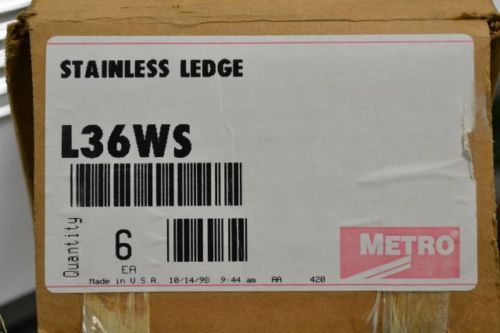 STAINLESS LEDGE
L36WS
Quantity
6
EA
METRO
Made in U.S.A. 10/14/98 9:44 am AA 420